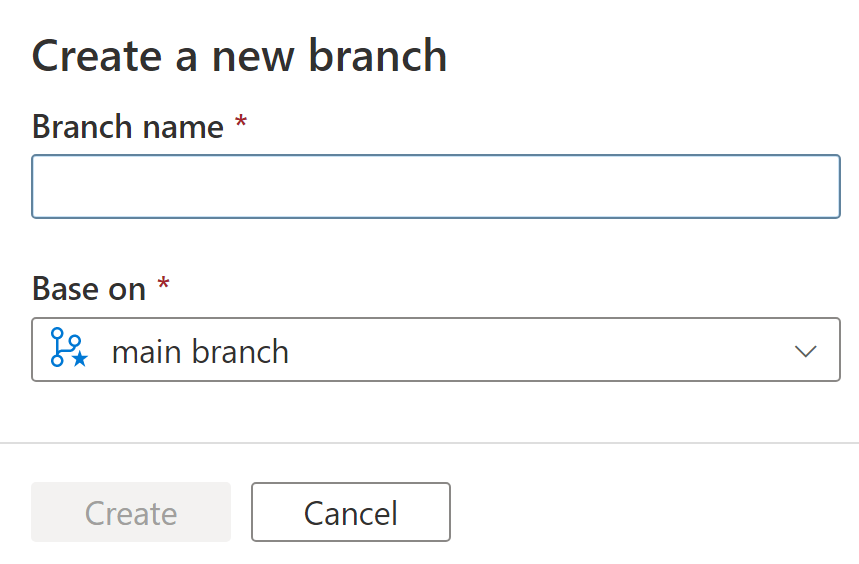 Create a new branch
Branch name *
Base on *
main branch
Create
Cancel